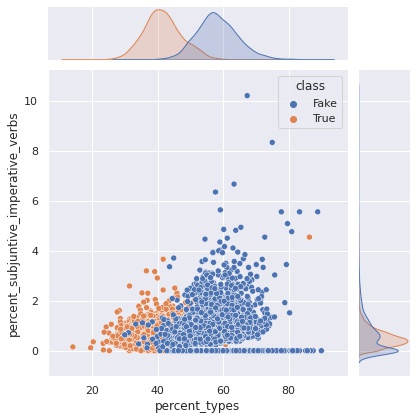 class
Fake
True
10
8
6
4
2
0
percent_subjuntive_imperative_verbs
20 40 60 80
percent_types